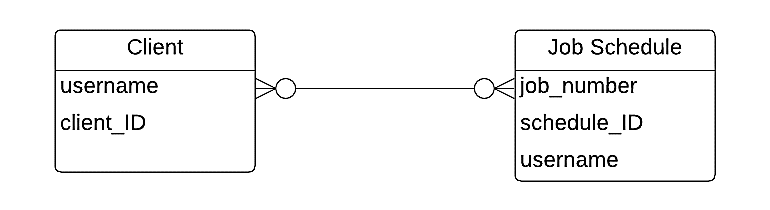 Client
username
client_ID
Job Schedule
job_number
schedule_ID
username